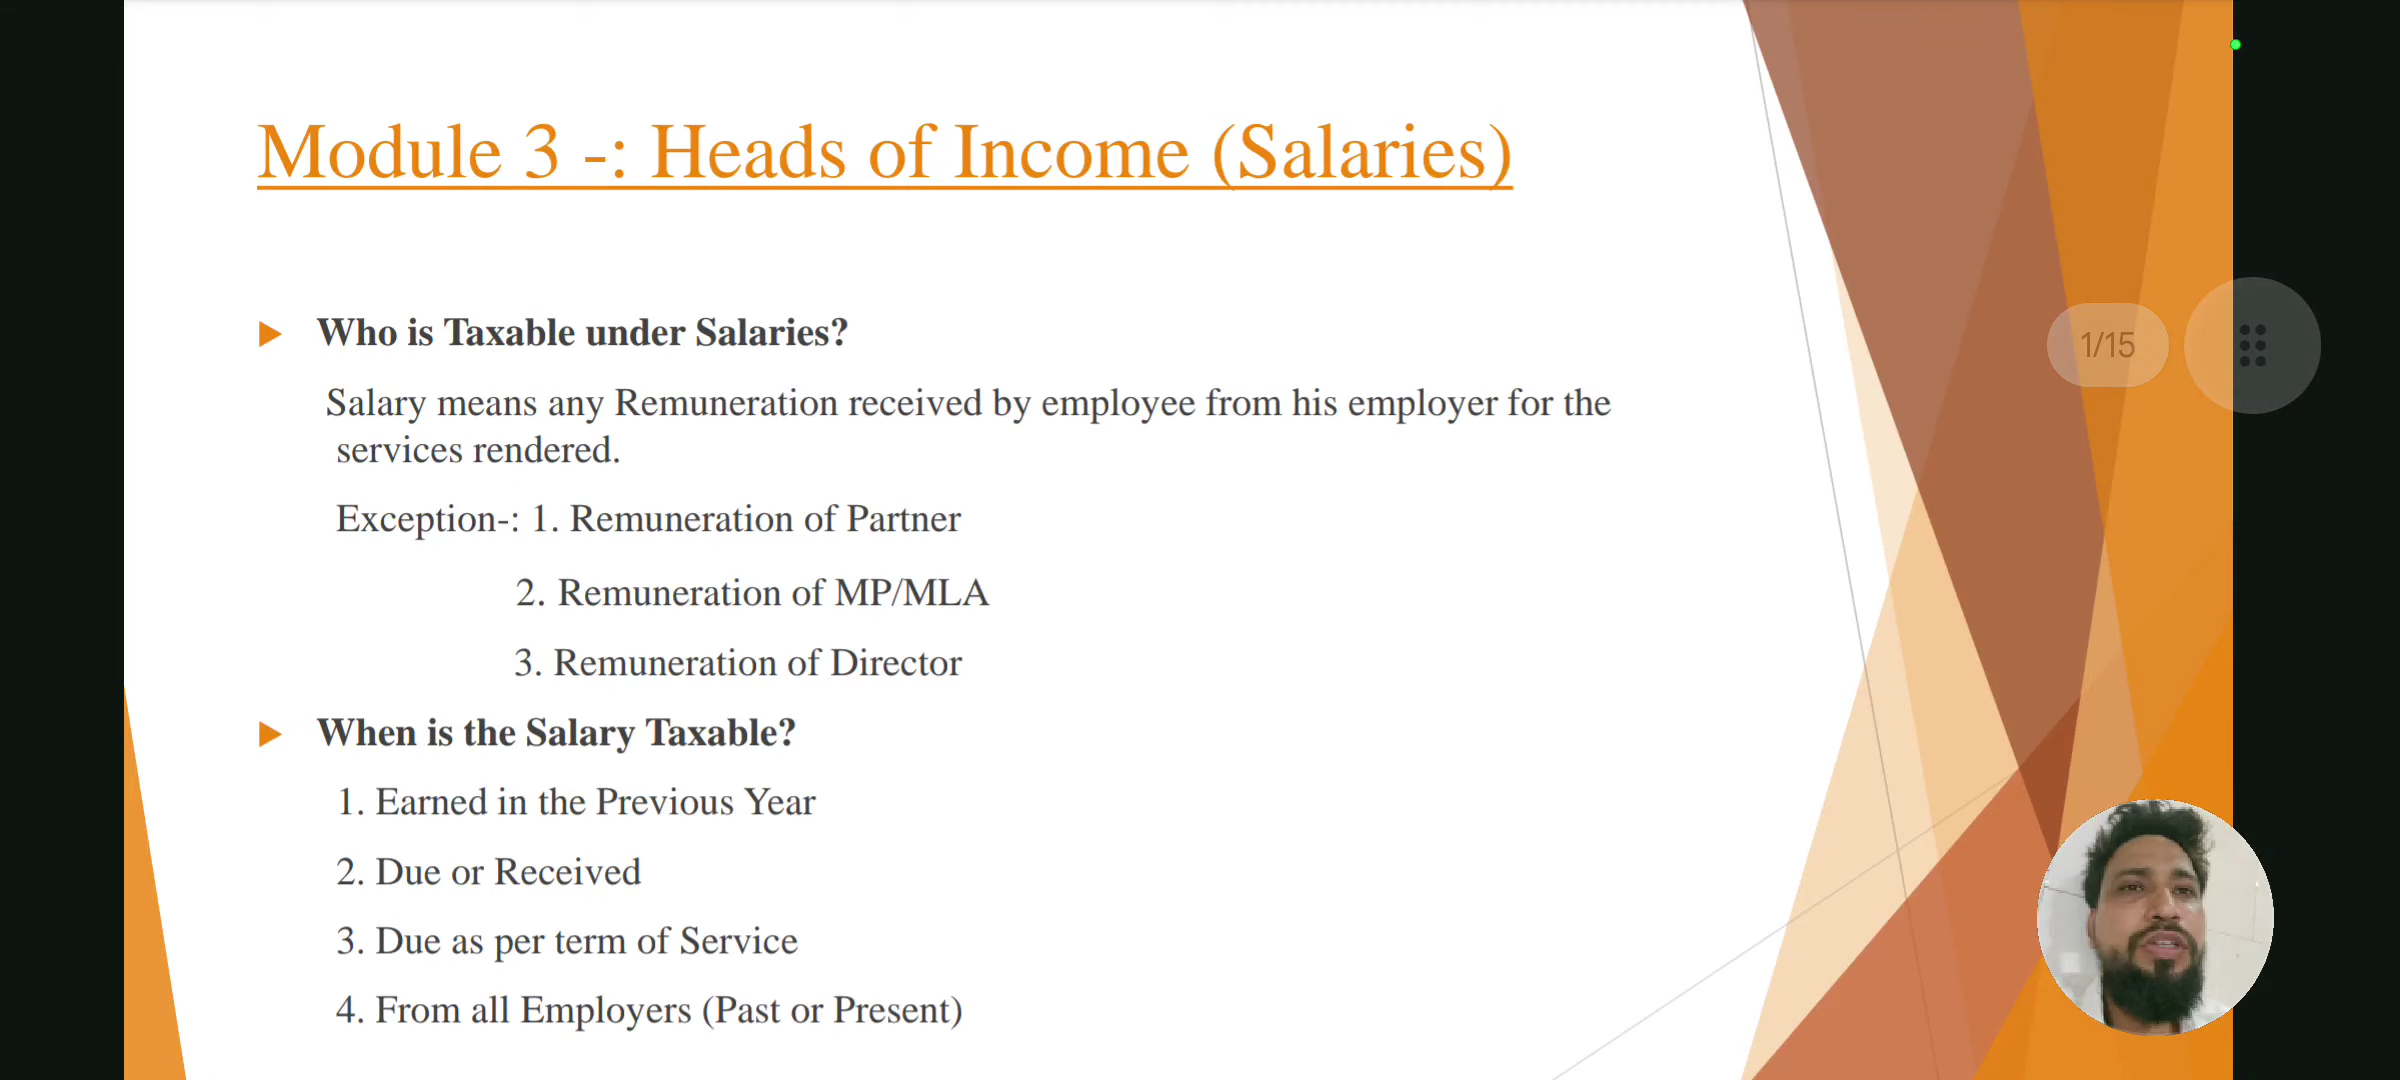 Module 3 -: Heads of Income (Salaries)
Who is Taxable under Salaries?
Salary means any Remuneration received by employee from his employer for the
services rendered.
Exception-: 1. Remuneration of Partner
2. Remuneration of MP/MLA
3. Remuneration of Director
When is the Salary Taxable?
1. Earned in the Previous Year
2. Due or Received
3. Due as per term of Service
4. From all Employers (Past or Present)
1/15